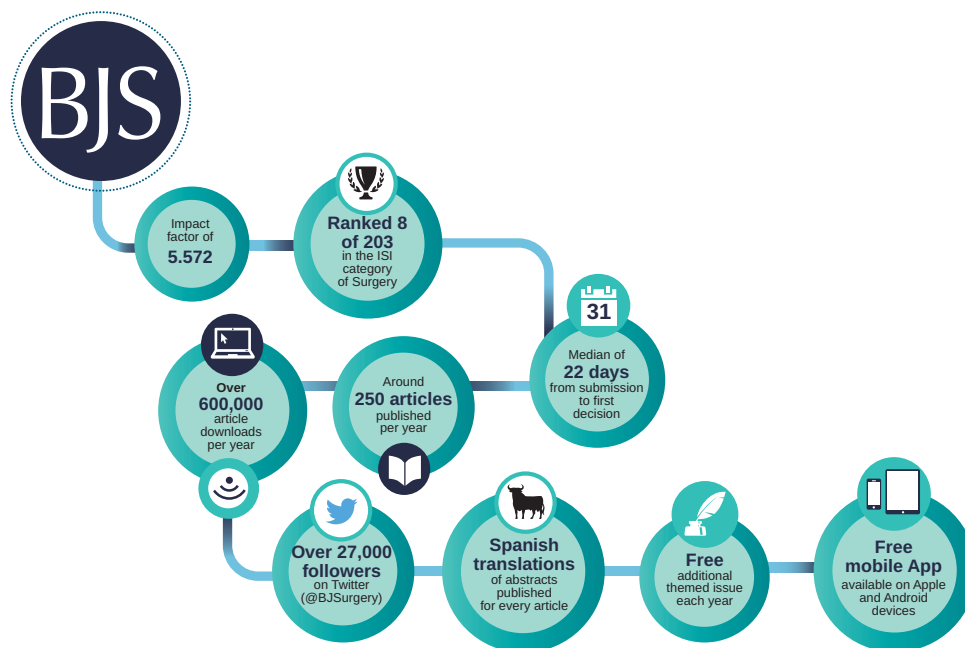 BJS
Impact
factor of
5.572
Ranked 8
of 203
in the ISI
category
of Surgery
31
Median of
22 days
from submission
to first
decision
Around
250 articles
published
per year
Over
600,000
article
downloads
per year
Over 27,000
followers
on Twitter
(@BJSurgery)
Spanish
translations
of abstracts
published
for every article
Free
additional
themed issue
each year
Free
mobile App
available on Apple
and Android
devices